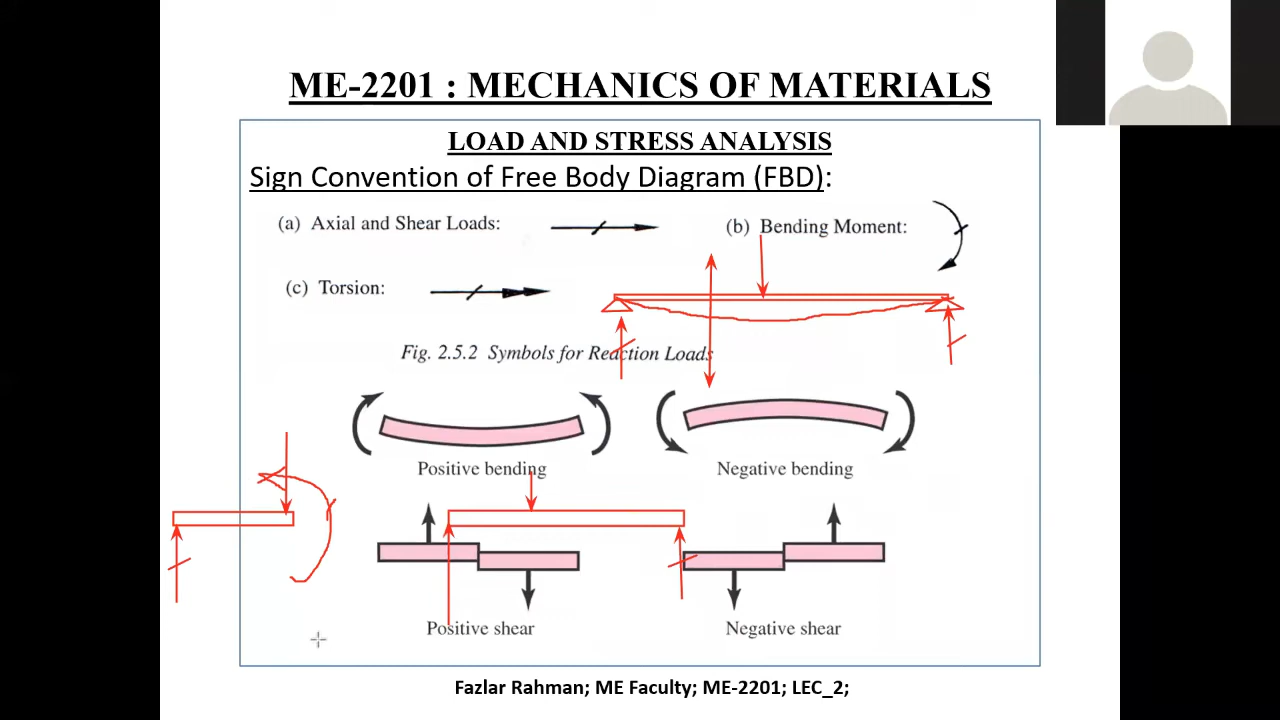 ME-2201 : MECHANICS OF MATERIALS
LOAD AND STRESS ANALYSIS
Sign Convention of Free Body Diagram (FBD):
(a) Axial and Shear Loads:
(b) Bending Moment:
(c) Torsion:
Fig. 2.5.2 Symbols for Reaction Loads
Positive bending
Negative bending
Positive shear
Negative shear
Fazlar Rahman; ME Faculty; ME-2201; LEC_2;